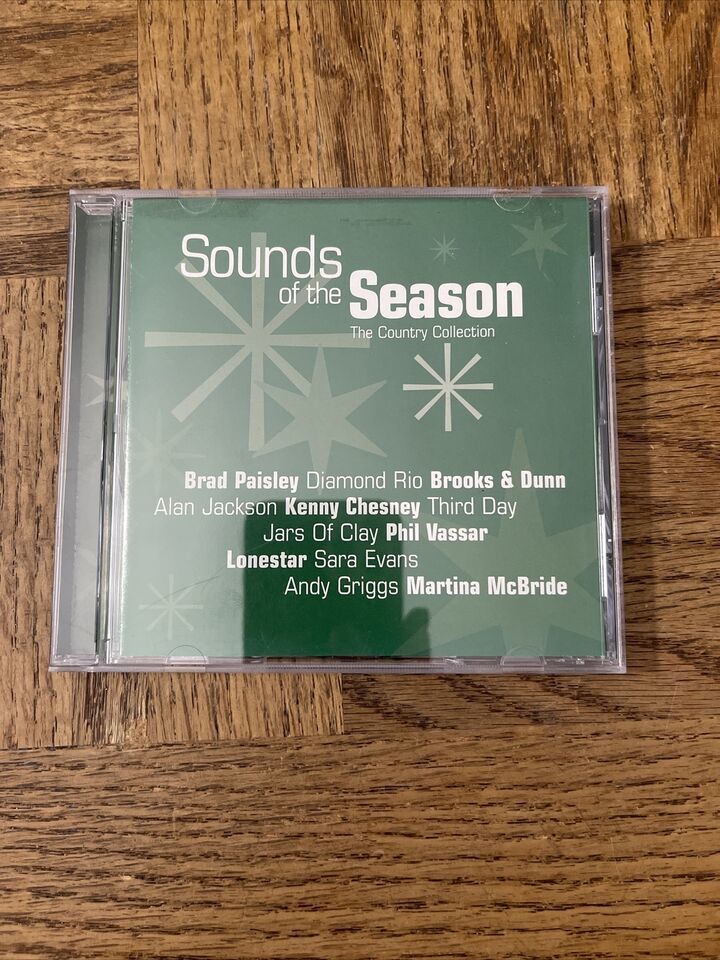 Sounds
of the Season
The Country Collection
Brad Paisley Diamond Rio Brooks & Dunn
Alan Jackson Kenny Chesney Third Day
Jars Of Clay Phil Vassar
Lonestar Sara Evans
Andy Griggs Martina McBride